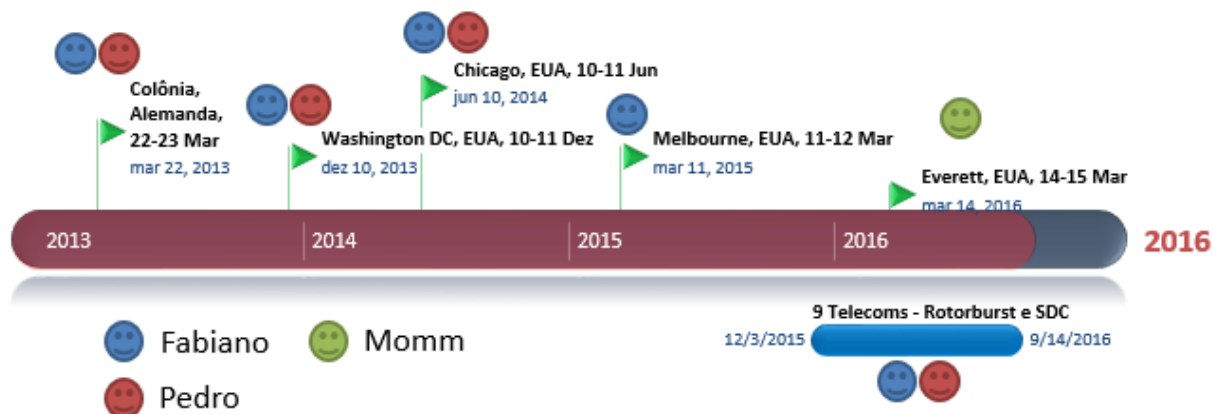 Colônia,
Alemanda,
22-23 Mar
mar 22, 2013
Washington DC, EUA, 10-11 Dez
dez 10, 2013
Chicago, EUA, 10-11 Jun
jun 10, 2014
Melbourne, EUA, 11-12 Mar
mar 11, 2015
Everett, EUA, 14-15 Mar
mar 14, 2016
2013
2014
2015
2016
2016
9 Telecoms - Rotorburst e SDC
12/3/2015
9/14/2016
Fabiano
Momm
Pedro